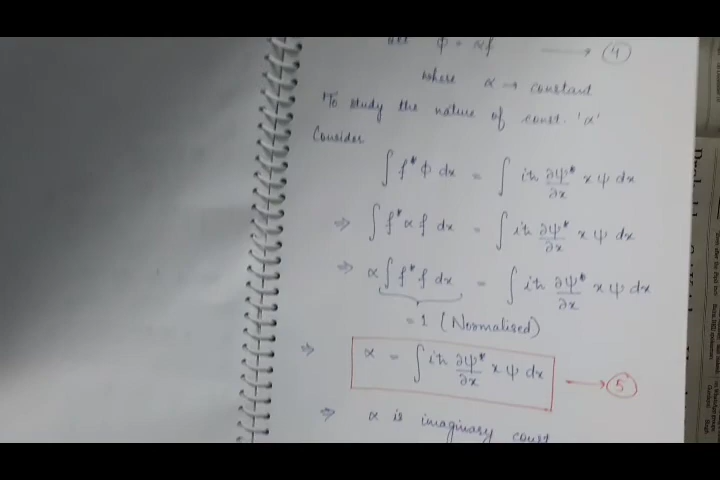 Let ϕ = αf → (4)
where α → constant
To study the nature of const. 'α'
Consider
∫ f* ϕ dx = ∫ iħ ∂ψ*/∂x x ψ dx
⇒ ∫ f* α f dx = ∫ iħ ∂ψ*/∂x x ψ dx
⇒ α ∫ f* f dx = ∫ iħ ∂ψ*/∂x x ψ dx
= 1 (Normalised)
⇒ α = ∫ iħ ∂ψ*/∂x x ψ dx → (5)
⇒ α is imaginary const